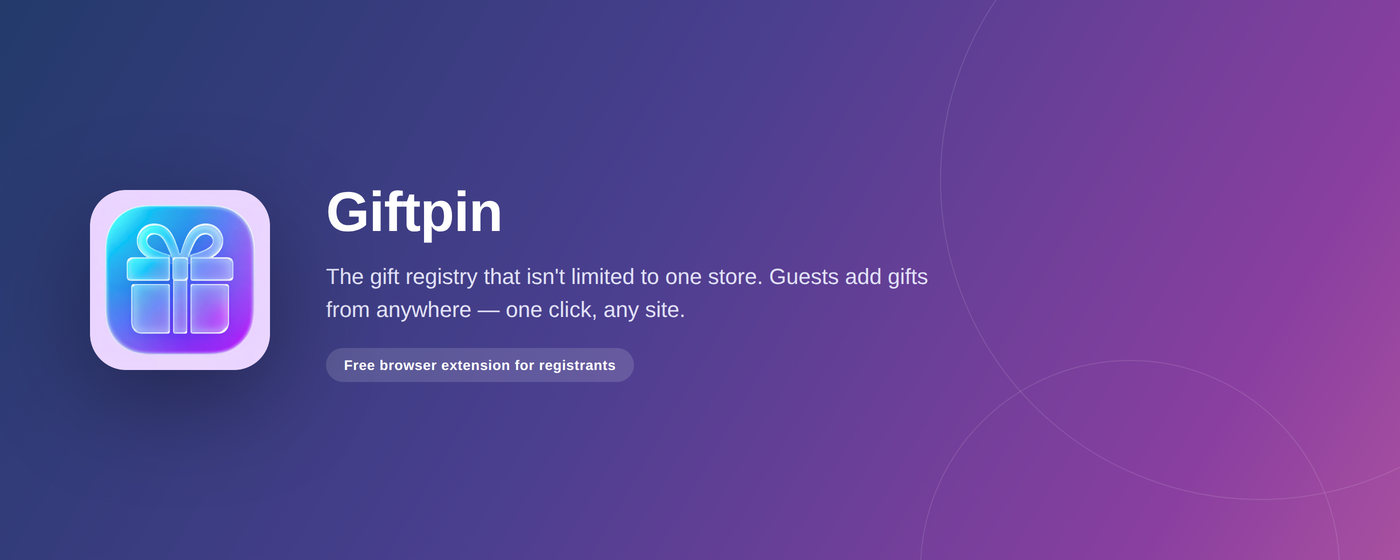 Giftpin
The gift registry that isn't limited to one store. Guests add gifts
from anywhere — one click, any site.
Free browser extension for registrants